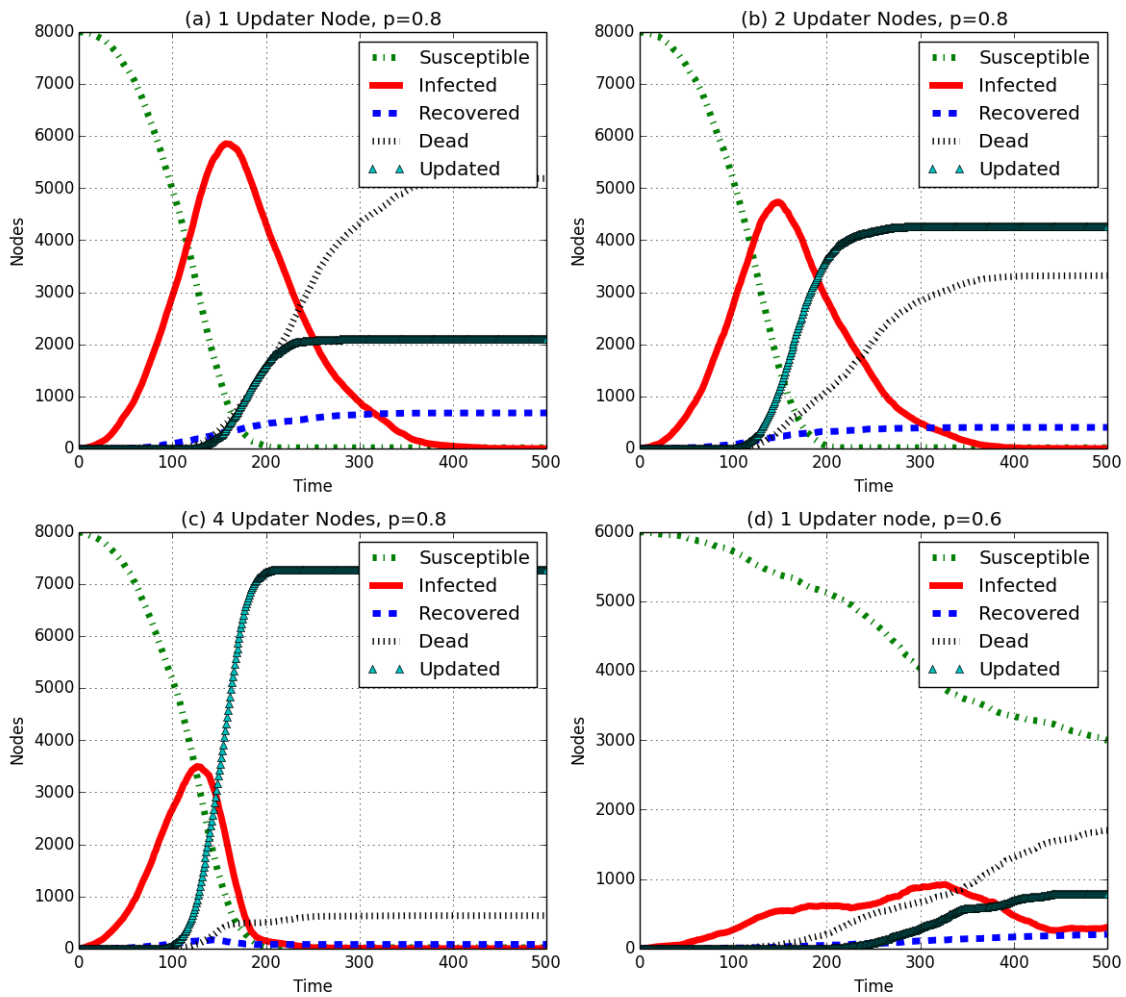 (a) 1 Updater Node, p=0.8
8000
7000
6000
5000
4000
3000
2000
1000
0
Nodes
Susceptible
Infected
Recovered
Dead
Updated
0 100 200 300 400 500
Time
(b) 2 Updater Nodes, p=0.8
8000
7000
6000
5000
4000
3000
2000
1000
0
Nodes
Susceptible
Infected
Recovered
Dead
Updated
0 100 200 300 400 500
Time
(c) 4 Updater Nodes, p=0.8
8000
7000
6000
5000
4000
3000
2000
1000
0
Nodes
Susceptible
Infected
Recovered
Dead
Updated
0 100 200 300 400 500
Time
(d) 1 Updater node, p=0.6
6000
5000
4000
3000
2000
1000
0
Nodes
Susceptible
Infected
Recovered
Dead
Updated
0 100 200 300 400 500
Time